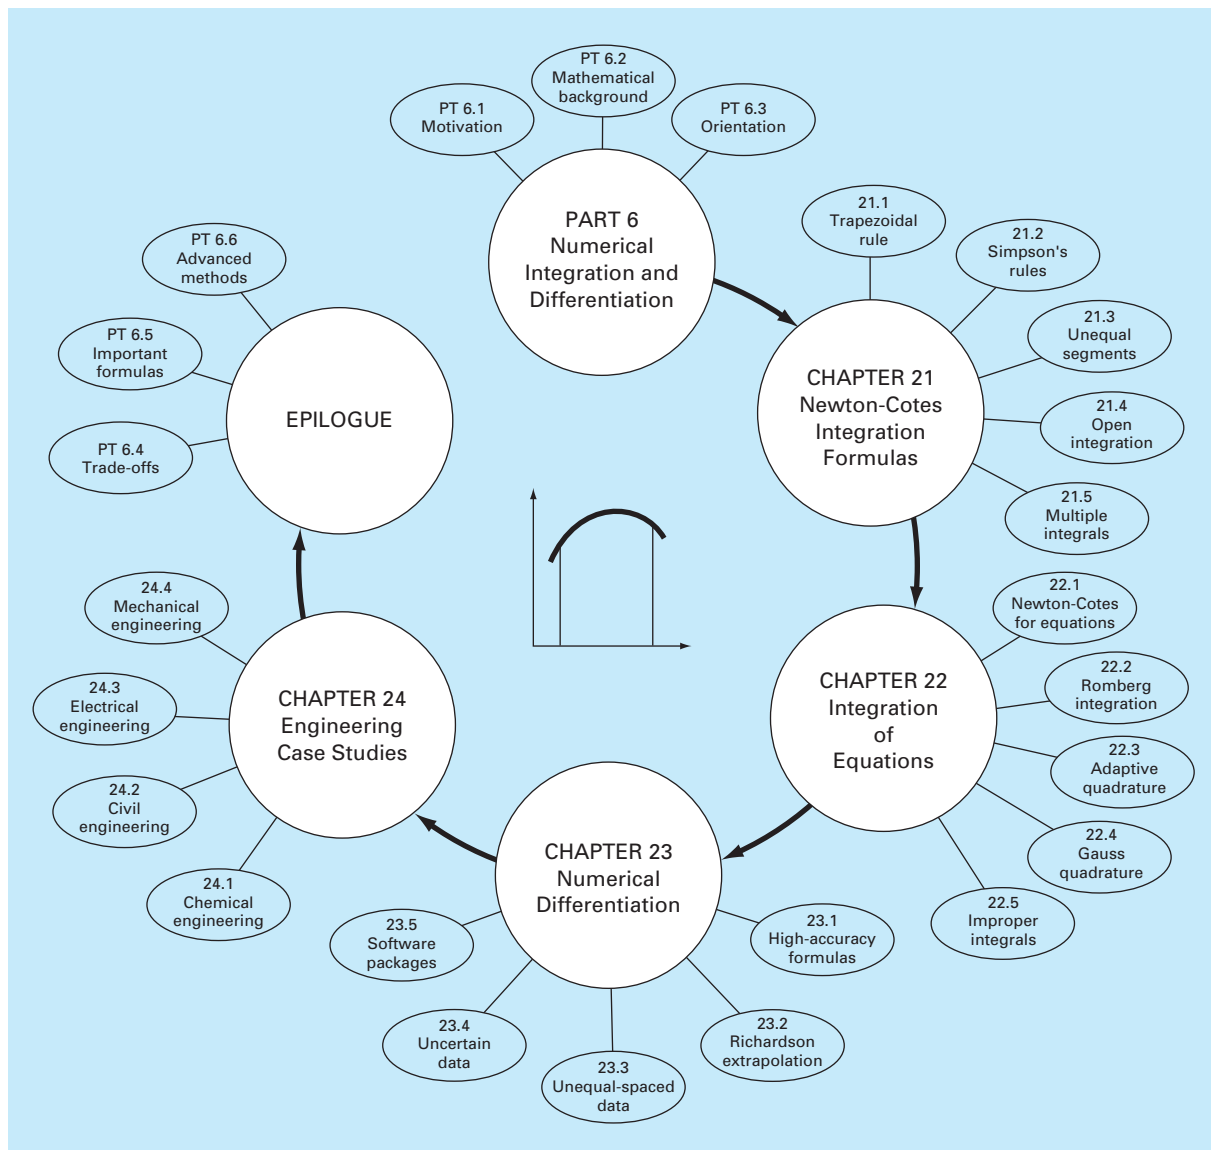 PT 6.1
Motivation
PT 6.2
Mathematical
background
PT 6.3
Orientation
PART 6
Numerical
Integration and
Differentiation
21.1
Trapezoidal
rule
21.2
Simpson's
rules
21.3
Unequal
segments
21.4
Open
integration
21.5
Multiple
integrals
CHAPTER 21
Newton-Cotes
Integration
Formulas
22.1
Newton-Cotes
for equations
22.2
Romberg
integration
22.3
Adaptive
quadrature
22.4
Gauss
quadrature
22.5
Improper
integrals
CHAPTER 22
Integration
of
Equations
CHAPTER 23
Numerical
Differentiation
23.1
High-accuracy
formulas
23.2
Richardson
extrapolation
23.3
Unequal-spaced
data
23.4
Uncertain
data
23.5
Software
packages
CHAPTER 24
Engineering
Case Studies
24.1
Chemical
engineering
24.2
Civil
engineering
24.3
Electrical
engineering
24.4
Mechanical
engineering
EPILOGUE
PT 6.4
Trade-offs
PT 6.5
Important
formulas
PT 6.6
Advanced
methods